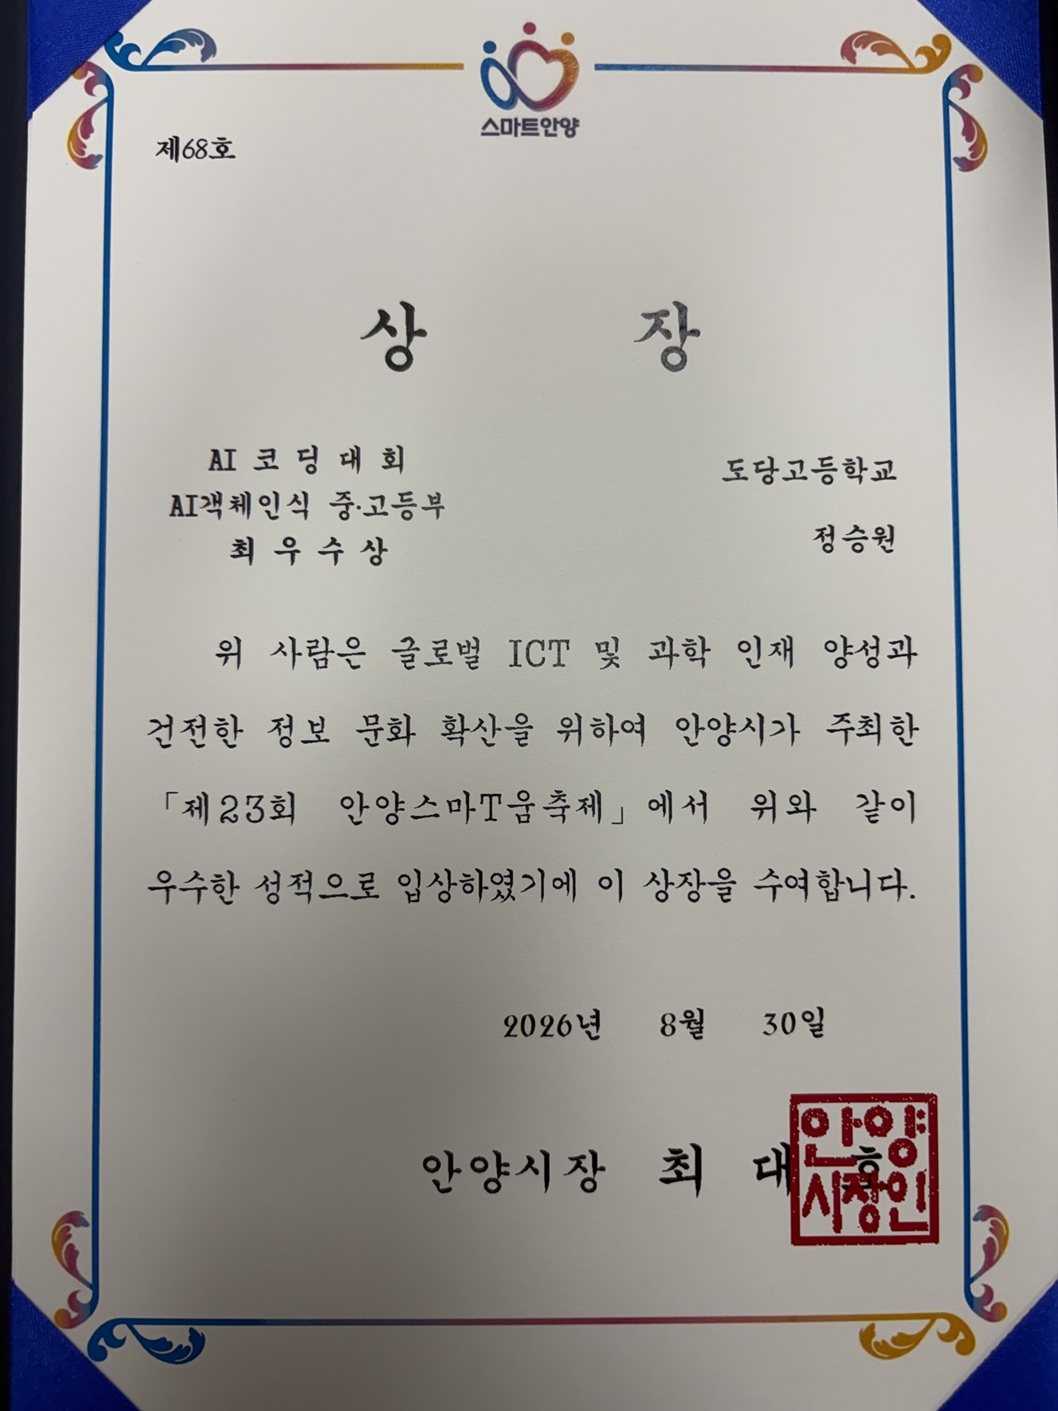 스마트안양
제68호
상 장
AI 코딩대회
AI객체인식 중·고등부
최우수상
도당고등학교
정승원
위 사람은 글로벌 ICT 및 과학 인재 양성과
건전한 정보 문화 확산을 위하여 안양시가 주최한
「제23회 안양스마T움축제」에서 위와 같이
우수한 성적으로 입상하였기에 이 상장을 수여합니다.
2026년 8월 30일
안양시장 최 대 호
안양
시장인